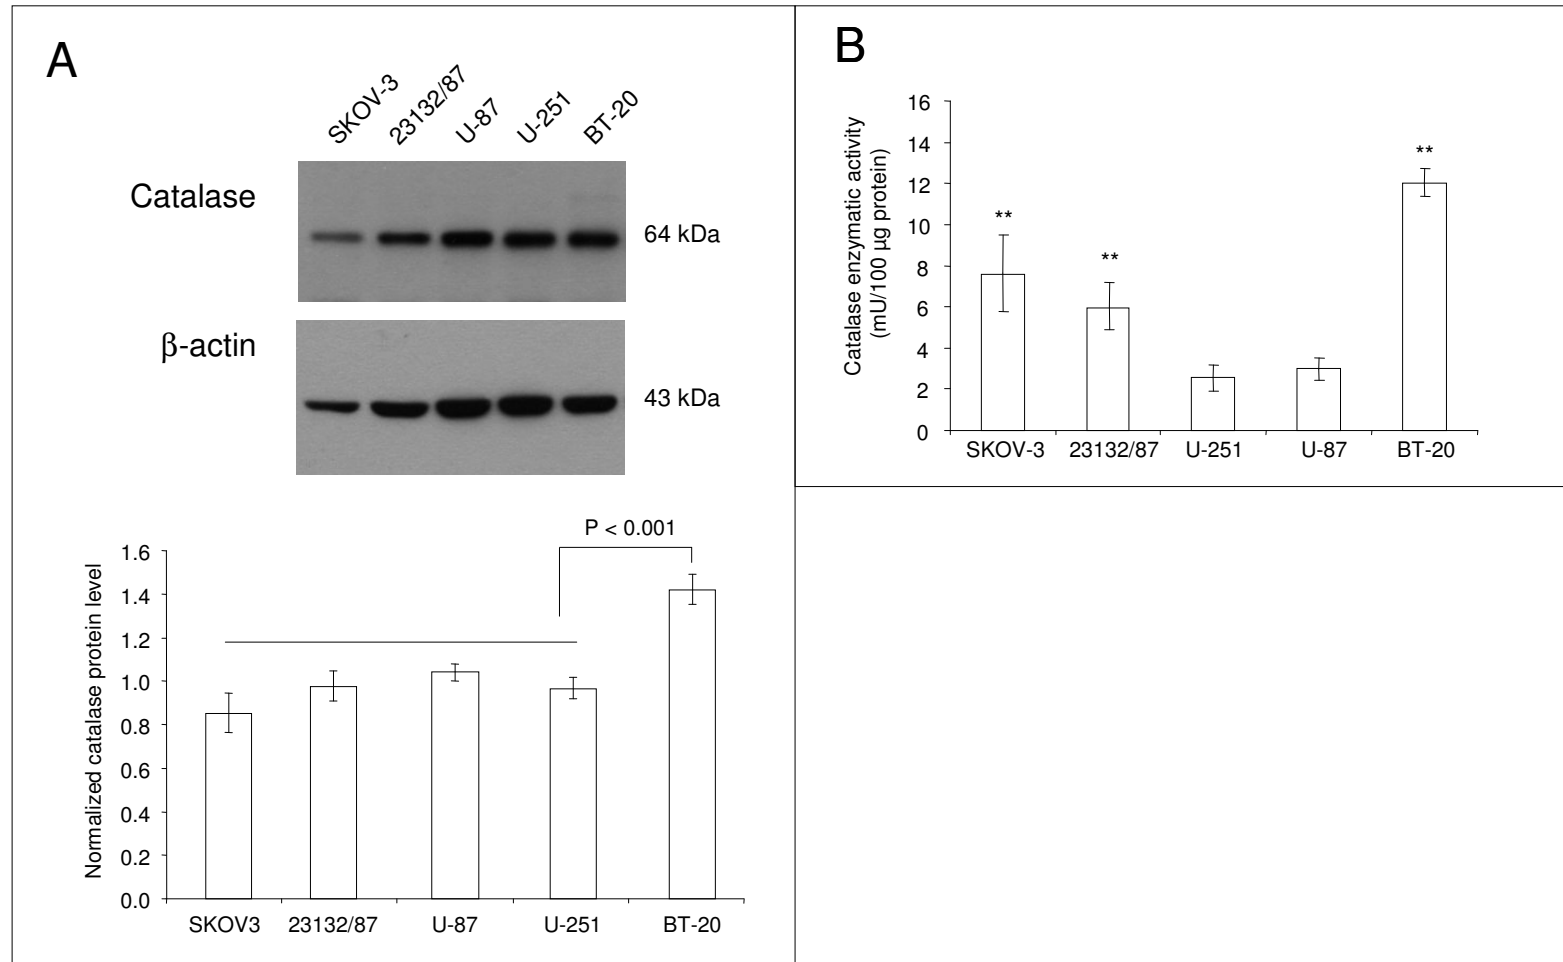 A
SKOV-3 23132/87 U-87 U-251 BT-20
Catalase
64 kDa
β-actin
43 kDa
P < 0.001
Normalized catalase protein level
1.6
1.4
1.2
1.0
0.8
0.6
0.4
0.2
0.0
SKOV3 23132/87 U-87 U-251 BT-20
B
Catalase enzymatic activity
(mU/100 µg protein)
16
14
12
10
8
6
4
2
0
**
**
**
SKOV-3 23132/87 U-251 U-87 BT-20